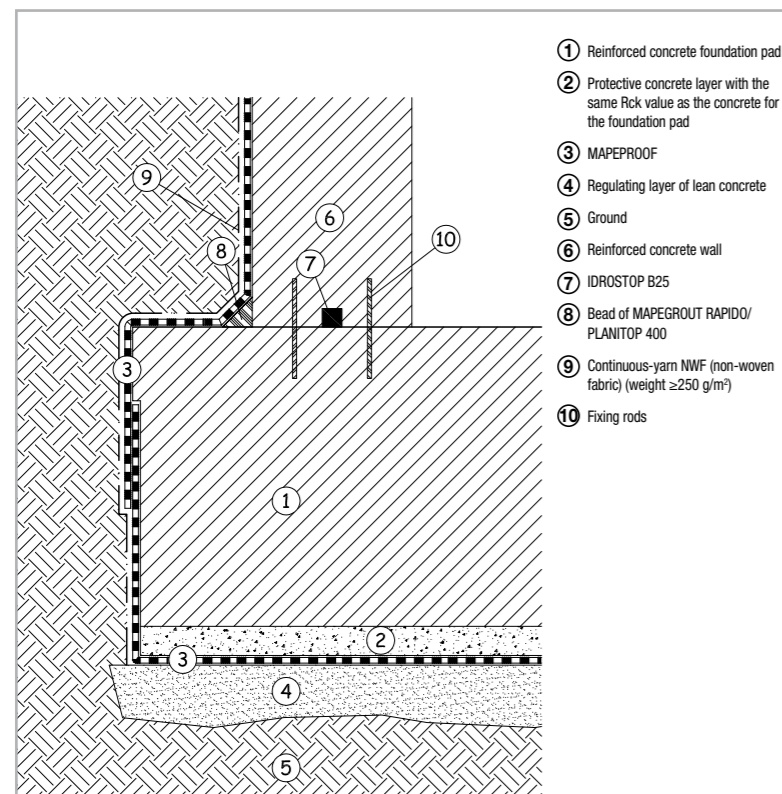 ① Reinforced concrete foundation pad
② Protective concrete layer with the
same Rck value as the concrete for
the foundation pad
③ MAPEPROOF
④ Regulating layer of lean concrete
⑤ Ground
⑥ Reinforced concrete wall
⑦ IDROSTOP B25
⑧ Bead of MAPEGROUT RAPIDO/
PLANITOP 400
⑨ Continuous-yarn NWF (non-woven
fabric) (weight ≥250 g/m²)
⑩ Fixing rods
⑨
⑥
⑧
⑩
⑦
③
①
②
③
④
⑤